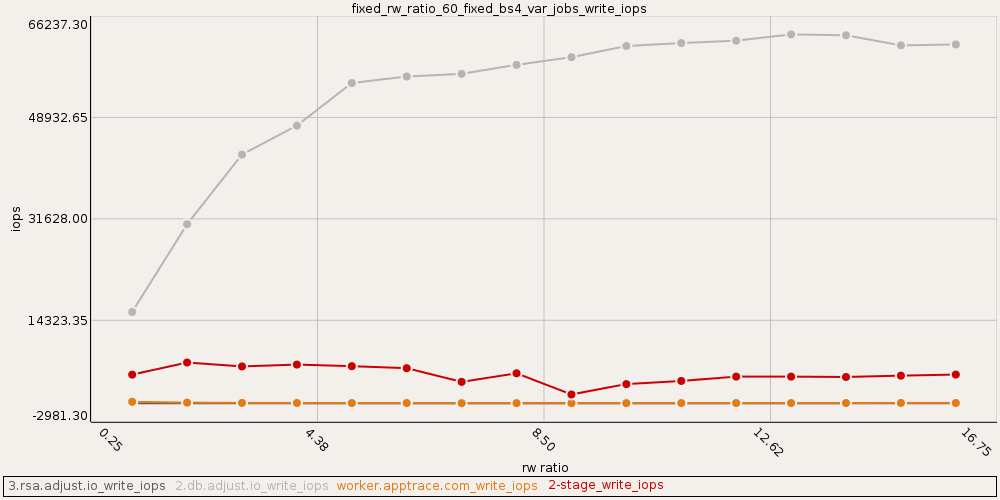 fixed_rw_ratio_60_fixed_bs4_var_jobs_write_iops
66237.30
48932.65
31628.00
14323.35
-2981.30
iops
0.25 4.38 8.50 12.62 16.75
rw ratio
3.rsa.adjust.io_write_iops 2.db.adjust.io_write_iops worker.apptrace.com_write_iops 2-stage_write_iops